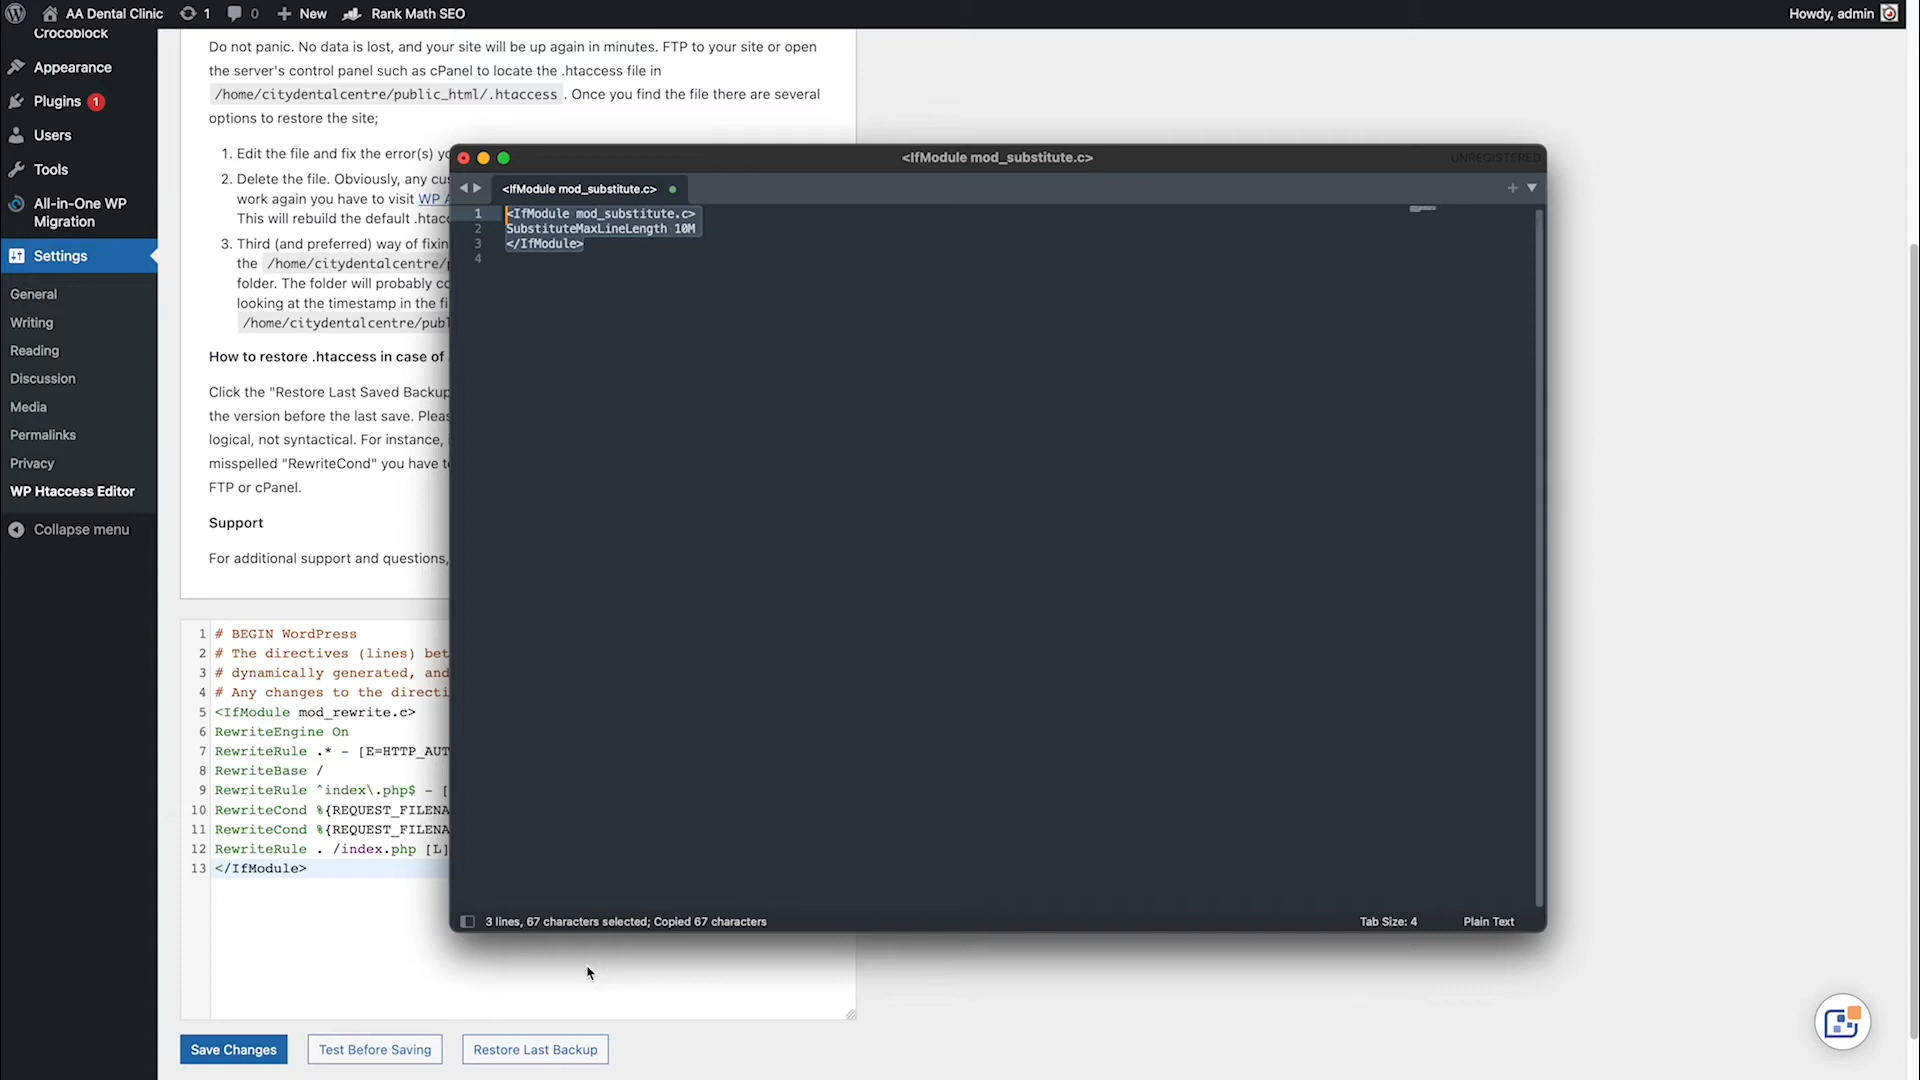 AA Dental Clinic
1
0
New
Rank Math SEO
Howdy, admin
Crocoblock
Appearance
Plugins 1
Users
Tools
All-in-One WP
Migration
Settings
General
Writing
Reading
Discussion
Media
Permalinks
Privacy
WP Htaccess Editor
Collapse menu
Do not panic. No data is lost, and your site will be up again in minutes. FTP to your site or open
the server's control panel such as cPanel to locate the .htaccess file in
/home/citydentalcentre/public_html/.htaccess . Once you find the file there are several
options to restore the site;
1. Edit the file and fix the error(s)
2. Delete the file. Obviously, any
work again you have to visit WP
This will rebuild the default
3. Third (and preferred) way of
the /home/citydentalcentre/
folder. The folder will probably
looking at the timestamp in the
/home/citydentalcentre/
How to restore .htaccess in case of
Click the "Restore Last Saved Backup
the version before the last save.
logical, not syntactical. For instance,
misspelled "RewriteCond" you have
FTP or cPanel.
Support
For additional support and questions,
1 # BEGIN WordPress
2 # The directives (lines) bet
3 # dynamically generated, and
4 # Any changes to the directi
5 <IfModule mod_rewrite.c>
6 RewriteEngine On
7 RewriteRule .* - [E=HTTP_AUT
8 RewriteBase /
9 RewriteRule ^index\.php$ - [
10 RewriteCond %{REQUEST_FILENA
11 RewriteCond %{REQUEST_FILENA
12 RewriteRule . /index.php [L]
13 </IfModule>
Save Changes
Test Before Saving
Restore Last Backup
<IfModule mod_substitute.c>
UNREGISTERED
<IfModule mod_substitute.c>
1 <IfModule mod_substitute.c>
2 SubstituteMaxLineLength 10M
3 </IfModule>
4
3 lines, 67 characters selected; Copied 67 characters
Tab Size: 4
Plain Text